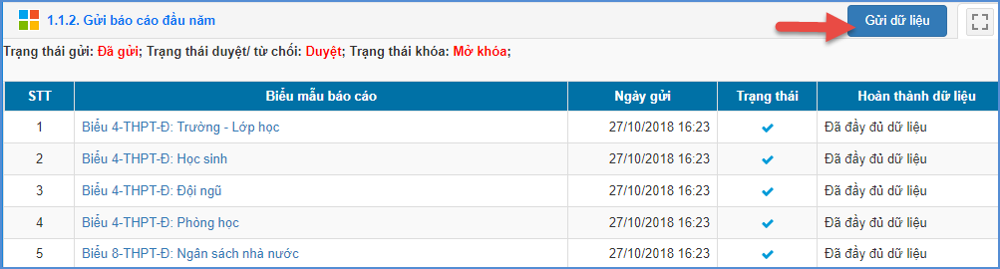 1.1.2. Gửi báo cáo đầu năm Gửi dữ liệu
Trạng thái gửi: Đã gửi; Trạng thái duyệt/ từ chối: Duyệt; Trạng thái khóa: Mở khóa;
STT Biểu mẫu báo cáo Ngày gửi Trạng thái Hoàn thành dữ liệu
1 Biểu 4-THPT-Đ: Trường - Lớp học 27/10/2018 16:23 Đã đầy đủ dữ liệu
2 Biểu 4-THPT-Đ: Học sinh 27/10/2018 16:23 Đã đầy đủ dữ liệu
3 Biểu 4-THPT-Đ: Đội ngũ 27/10/2018 16:23 Đã đầy đủ dữ liệu
4 Biểu 4-THPT-Đ: Phòng học 27/10/2018 16:23 Đã đầy đủ dữ liệu
5 Biểu 8-THPT-Đ: Ngân sách nhà nước 27/10/2018 16:23 Đã đầy đủ dữ liệu